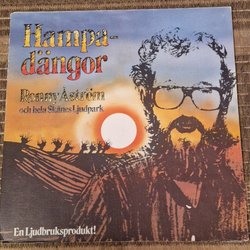 Hampa-
dängor
Ronny Åström
och hela Skånes Ljudpark
En Ljudbruksprodukt!